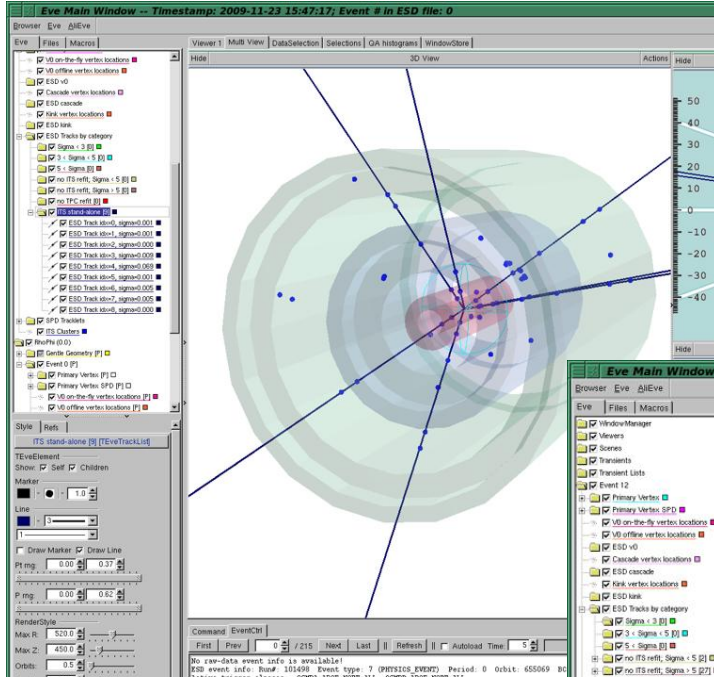 Eve Main Window -- Timestamp: 2009-11-23 15:47:17; Event # in ESD file: 0
Browser Eve AliEve
Eve Files Macros
Viewer 1 Multi View DataSelection Selections QA histograms WindowStore
Hide 3D View Actions Hide
V0 on-the-fly vertex locations
V0 offline vertex locations
ESD v0
Cascade vertex locations
ESD cascade
Kink vertex locations
ESD kink
ESD Tracks by category
Sigma < 3 [0]
3 < Sigma < 5 [0]
5 < Sigma [0]
no ITS refit; Sigma < 5 [0]
no ITS refit; Sigma > 5 [0]
no TPC refit [0]
ITS stand-alone [9]
ESD Track idx=0, sigma=0.001
ESD Track idx=1, sigma=0.001
ESD Track idx=2, sigma=0.000
ESD Track idx=3, sigma=0.009
ESD Track idx=4, sigma=0.069
ESD Track idx=5, sigma=0.001
ESD Track idx=6, sigma=0.005
ESD Track idx=7, sigma=0.005
ESD Track idx=8, sigma=0.000
SPD Tracklets
ITS Clusters
RhoPhi (0.0)
Gentle Geometry [P]
Event 0 [P]
Primary Vertex [P]
Primary Vertex SPD [P]
V0 on-the-fly vertex locations [P]
V0 offline vertex locations [P]
50
40
30
20
10
0
-10
-20
-30
-40
Hide
Style Refs
ITS stand-alone [9] [TEveTrackList]
TEveElement
Show: Self Children
Marker
1.0
Line
3
1
Draw Marker Draw Line
Pt rng: 0.00 0.37
P rng: 0.00 0.62
RenderStyle
Max R: 520.0
Max Z: 450.0
Orbits: 0.5
Command EventCtrl
First Prev 0 / 215 Next Last || Refresh || Autoload Time: 5
No raw-data event info is available!
ESD event info: Run#: 101498 Event type: 7 (PHYSICS_EVENT) Period: 0 Orbit: 655069 BC
Eve Main Window
Browser Eve AliEve
Eve Files Macros
WindowManager
Viewers
Scenes
Transients
Transient Lists
Event 12
Primary Vertex
Primary Vertex SPD
V0 on-the-fly vertex locations
V0 offline vertex locations
ESD v0
Cascade vertex locations
ESD cascade
Kink vertex locations
ESD kink
ESD Tracks by category
Sigma < 3 [0]
3 < Sigma < 5 [0]
5 < Sigma [0]
no ITS refit; Sigma < 5 [2]
no ITS refit; Sigma > 5 [27]